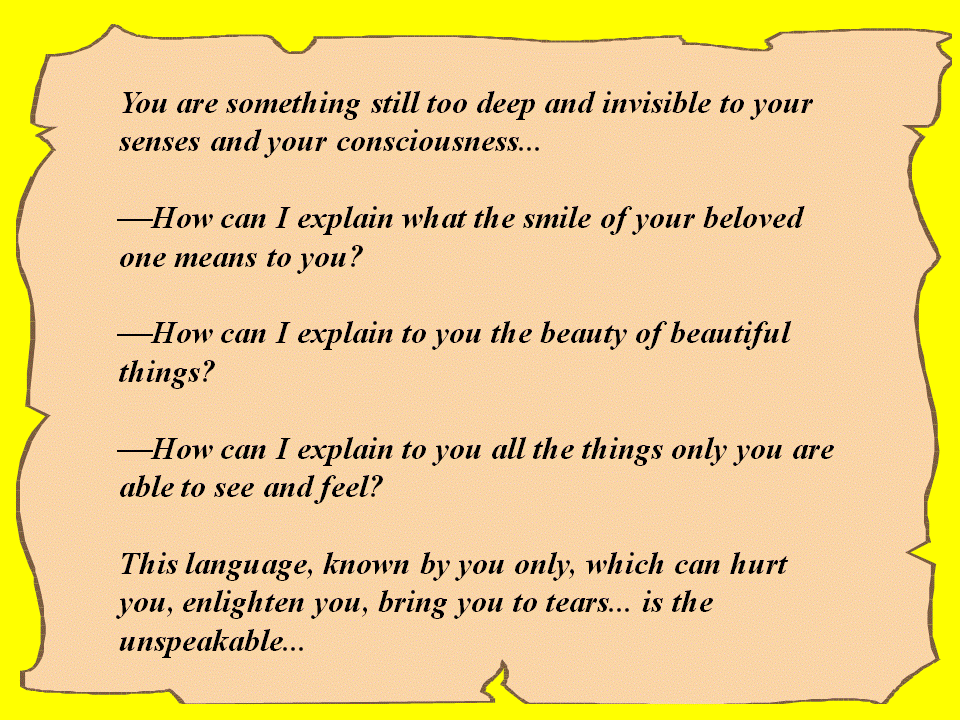 You are something still too deep and invisible to your
senses and your consciousness...
—How can I explain what the smile of your beloved
one means to you?
—How can I explain to you the beauty of beautiful
things?
—How can I explain to you all the things only you are
able to see and feel?
This language, known by you only, which can hurt
you, enlighten you, bring you to tears... is the
unspeakable...